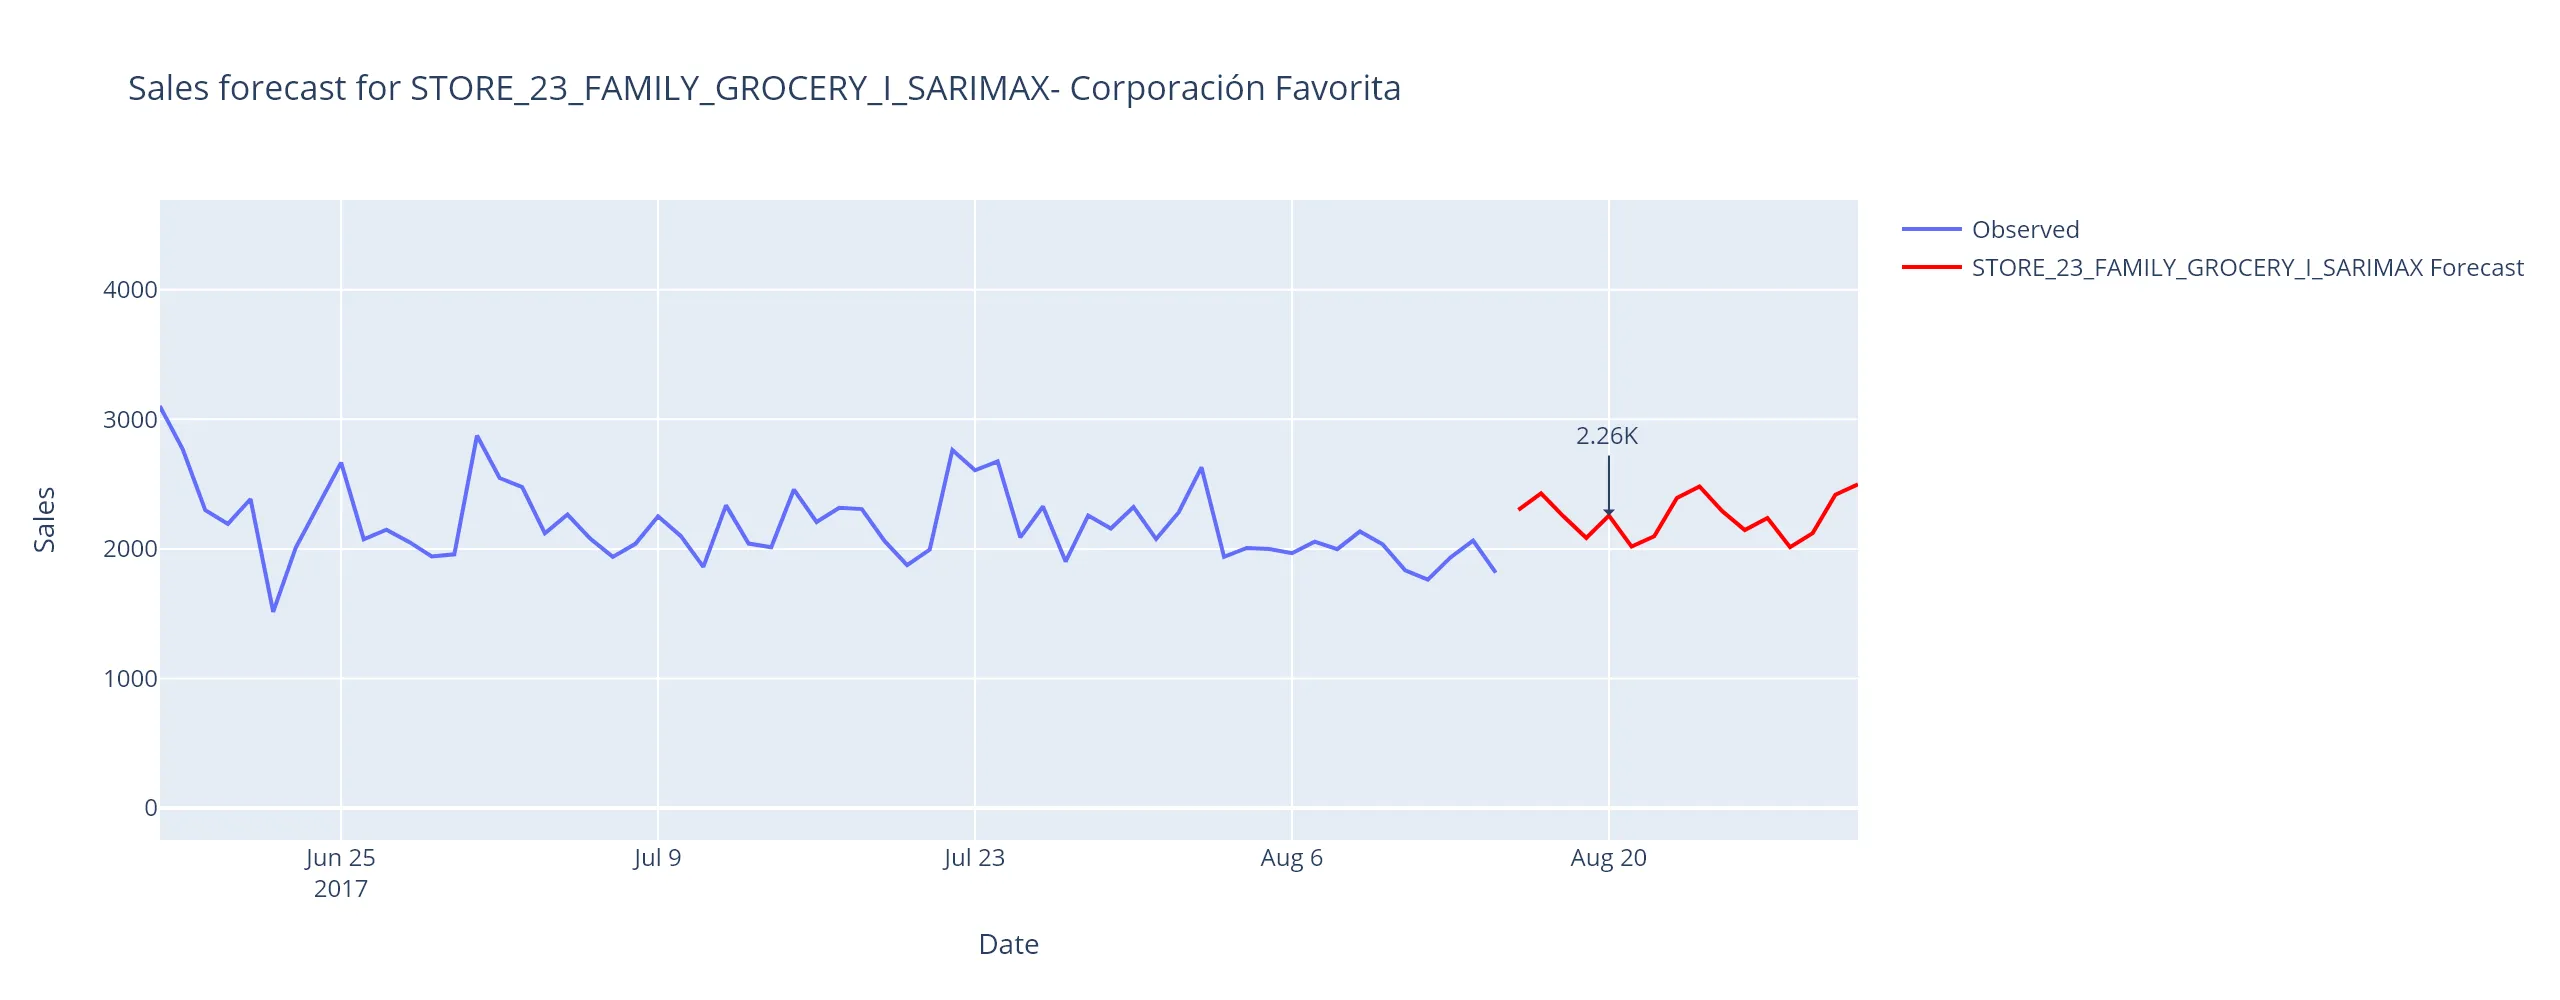 Sales forecast for STORE_23_FAMILY_GROCERY_I_SARIMAX- Corporación Favorita
Observed
STORE_23_FAMILY_GROCERY_I_SARIMAX Forecast
4000
3000
2000
1000
0
Sales
2.26K
Jun 25
2017
Jul 9
Jul 23
Aug 6
Aug 20
Date